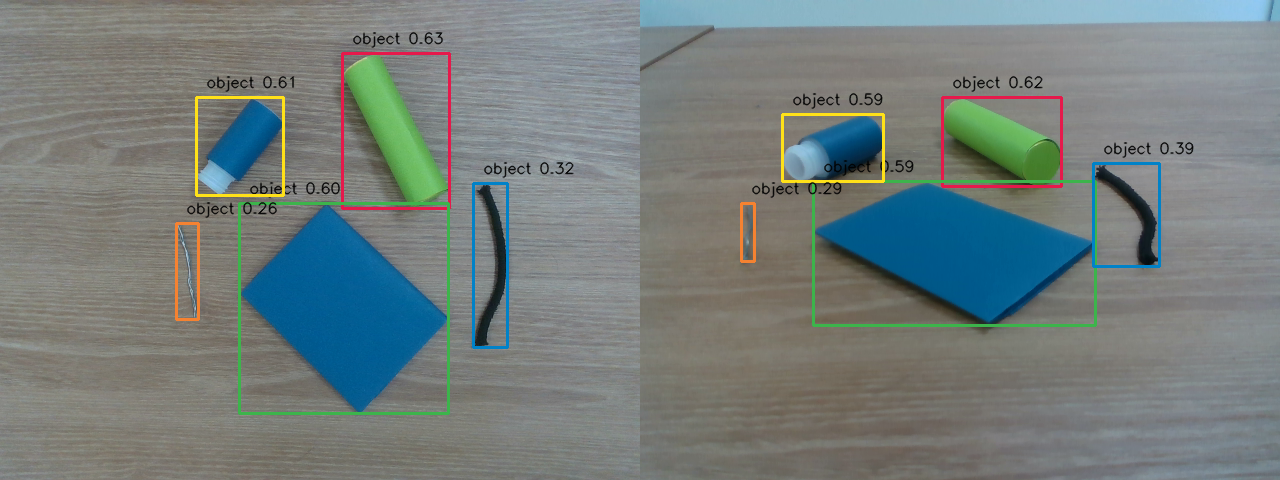 object 0.63
object 0.61
object 0.32
object 0.60
object 0.26
object 0.62
object 0.59
object 0.39
object 0.59
object 0.29